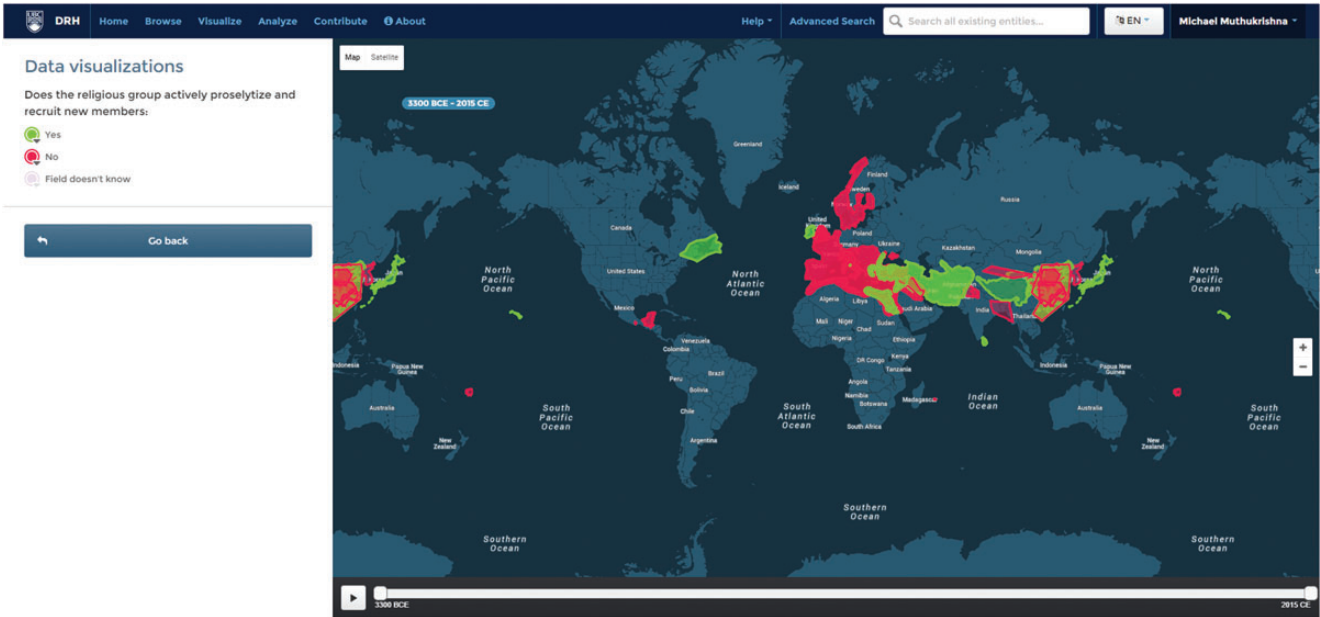 UBC
DRH Home Browse Visualize Analyze Contribute About Help Advanced Search Search all existing entities... EN Michael Muthukrishna
Data visualizations
Does the religious group actively proselytize and
recruit new members:
Yes
No
Field doesn't know
Go back
Map Satellite
3300 BCE – 2015 CE
Greenland
Iceland
Finland
Sweden
Russia
United
Kingdom
Poland
Canada
Ukraine
Kazakhstan
Mongolia
North
Pacific
Ocean
United States
North
Atlantic
Ocean
Japan
North
Pacific
Ocean
Mexico
Algeria Libya
Saudi Arabia
India
Thailand
Mali Niger Chad Sudan
Nigeria Ethiopia
Venezuela
Colombia
DR Congo Kenya
Tanzania
Indonesia
Papua New
Guinea
Indonesia
Papua New
Guinea
Peru Brazil
Bolivia
Angola
Namibia
Botswana
Madagascar
Indian
Ocean
Australia
South
Pacific
Ocean
Chile
South
Atlantic
Ocean
South Africa
Australia
South
Pacific
Ocean
New
Zealand
Argentina
New
Zealand
Southern
Ocean
Southern
Ocean
Southern
Ocean
+
−
3300 BCE 2015 CE